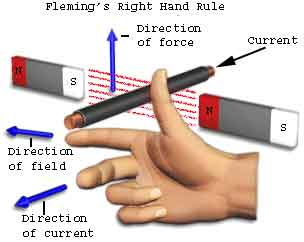 Fleming's Right Hand Rule
Direction
of force
Current
N
S
N
S
Direction
of field
Direction
of current